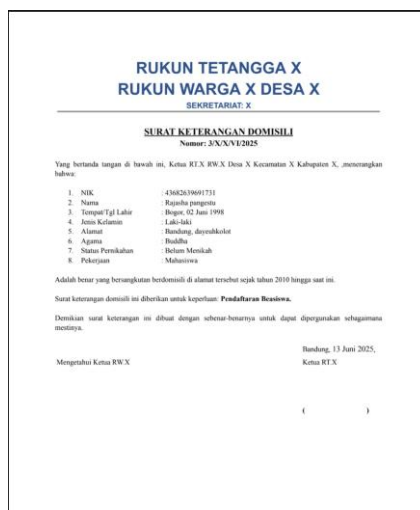 RUKUN TETANGGA X
RUKUN WARGA X DESA X
SEKRETARIAT: X
SURAT KETERANGAN DOMISILI
Nomor: 3/X/X/VI/2025
Yang bertanda tangan di bawah ini, Ketua RT.X RW.X Desa X Kecamatan X Kabupaten X, ,menerangkan
bahwa:
1. NIK : 43682639691731
2. Nama : Rajasha pangestu
3. Tempat/Tgl Lahir : Bogor, 02 Juni 1998
4. Jenis Kelamin : Laki-laki
5. Alamat : Bandung, dayeuhkolot
6. Agama : Buddha
7. Status Pernikahan : Belum Menikah
8. Pekerjaan : Mahasiswa
Adalah benar yang bersangkutan berdomisili di alamat tersebut sejak tahun 2010 hingga saat ini.
Surat keterangan domisili ini diberikan untuk keperluan: Pendaftaran Beasiswa.
Demikian surat keterangan ini dibuat dengan sebenar-benarnya untuk dapat dipergunakan sebagaimana
mestinya.
Bandung, 13 Juni 2025,
Mengetahui Ketua RW.X Ketua RT.X
( )